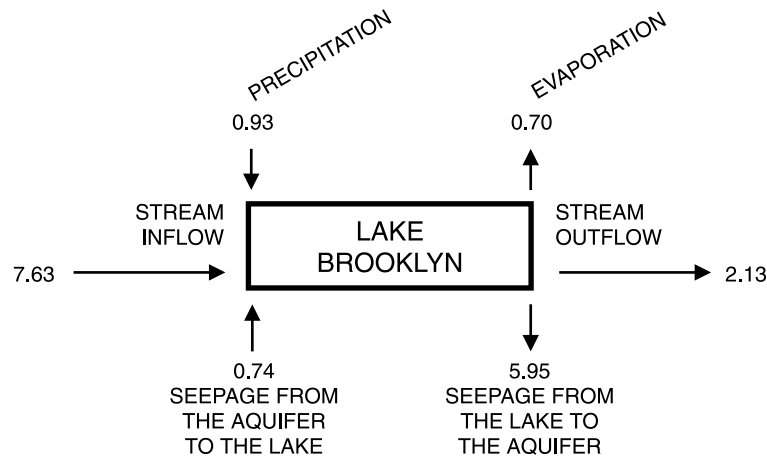 PRECIPITATION
EVAPORATION
0.93
0.70
STREAM
INFLOW
LAKE
BROOKLYN
STREAM
OUTFLOW
7.63
2.13
0.74
SEEPAGE FROM
THE AQUIFER
TO THE LAKE
5.95
SEEPAGE FROM
THE LAKE TO
THE AQUIFER